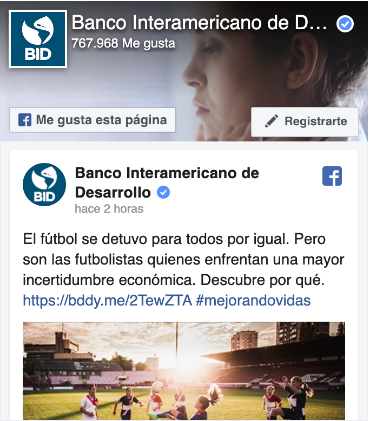 BID
Banco Interamericano de D...
767.968 Me gusta
Me gusta esta página
Registrarte
BID
Banco Interamericano de
Desarrollo
hace 2 horas
El fútbol se detuvo para todos por igual. Pero
son las futbolistas quienes enfrentan una mayor
incertidumbre económica. Descubre por qué.
https://bddy.me/2TewZTA #mejorandovidas